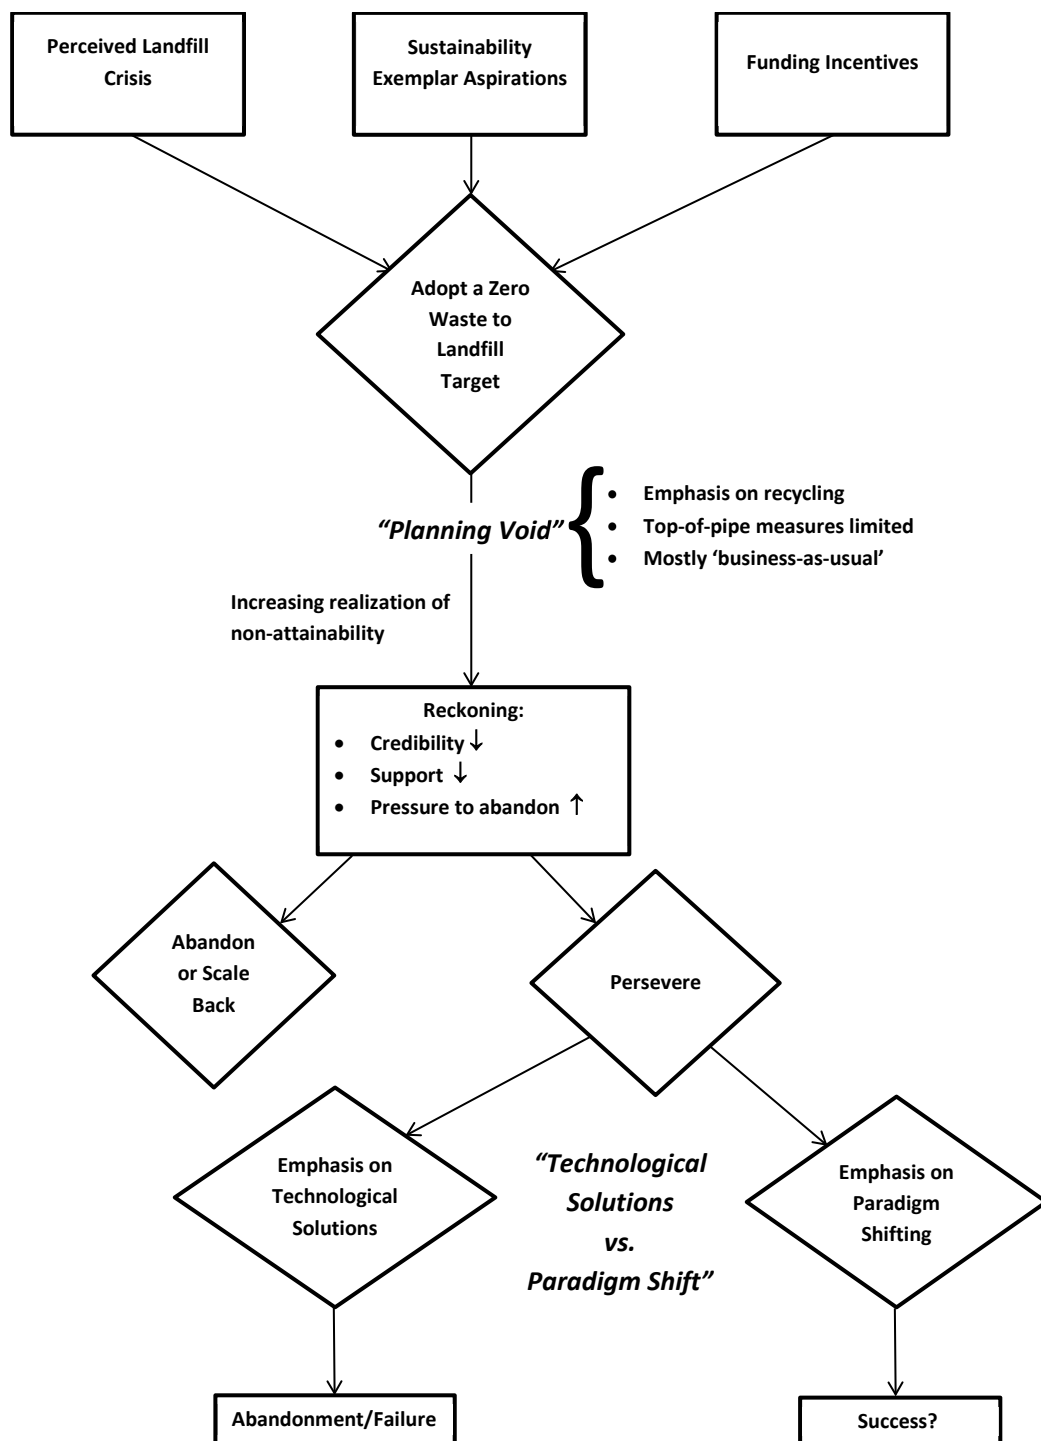 Perceived Landfill
Crisis
Sustainability
Exemplar Aspirations
Funding Incentives
Adopt a Zero
Waste to
Landfill
Target
“Planning Void”
{
• Emphasis on recycling
• Top-of-pipe measures limited
• Mostly ‘business-as-usual’
Increasing realization of
non-attainability
Reckoning:
• Credibility ↓
• Support ↓
• Pressure to abandon ↑
Abandon
or Scale
Back
Persevere
Emphasis on
Technological
Solutions
“Technological
Solutions
vs.
Paradigm Shift”
Emphasis on
Paradigm
Shifting
Abandonment/Failure
Success?